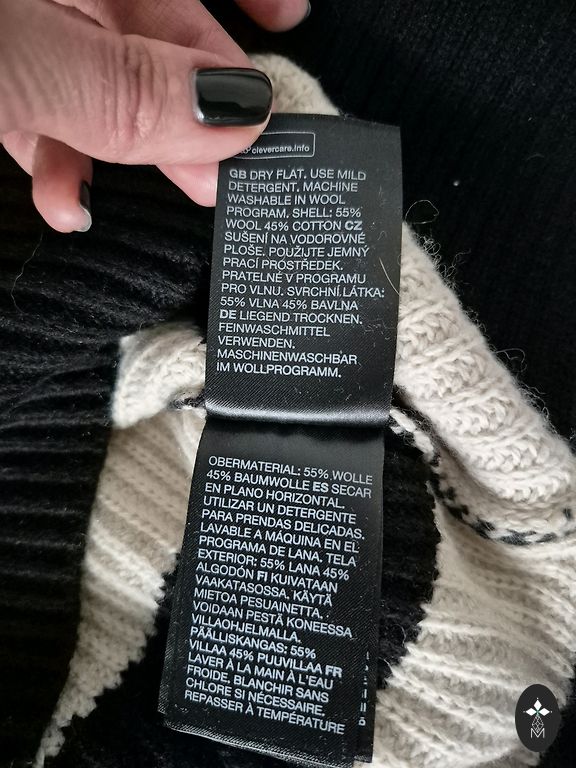 clevercare.info
GB DRY FLAT. USE MILD
DETERGENT. MACHINE
WASHABLE IN WOOL
PROGRAM. SHELL: 55%
WOOL 45% COTTON CZ
SUŠENÍ NA VODOROVNÉ
PLOŠE. POUŽIJTE JEMNÝ
PRACÍ PROSTŘEDEK.
PRATELNÉ V PROGRAMU
PRO VLNU. SVRCHNÍ LÁTKA:
55% VLNA 45% BAVLNA
DE LIEGEND TROCKNEN.
FEINWASCHMITTEL
VERWENDEN.
MASCHINENWASCHBAR
IM WOLLPROGRAMM.
OBERMATERIAL: 55% WOLLE
45% BAUMWOLLE ES SECAR
EN PLANO HORIZONTAL.
UTILIZAR UN DETERGENTE
PARA PRENDAS DELICADAS.
LAVABLE A MÁQUINA EN EL
PROGRAMA DE LANA. TELA
EXTERIOR: 55% LANA 45%
ALGODÓN FI KUIVATAAN
VAAKATASOSSA. KÄYTÄ
MIETOA PESUAINETTA.
VOIDAAN PESTÄ KONEESSA
VILLAOHJELMALLA.
PÄÄLLISKANGAS: 55%
VILLAA 45% PUUVILLAA FR
LAVER À LA MAIN À L'EAU
FROIDE, BLANCHIR SANS
CHLORE SI NÉCESSAIRE,
REPASSER À TEMPÉRATURE
M